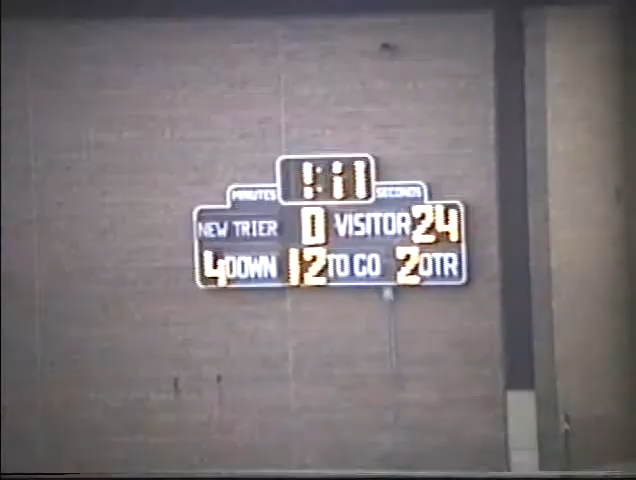 1:11
MINUTES SECONDS
NEW TRIER 0 VISITOR 24
4 DOWN 12 TO GO 2 QTR